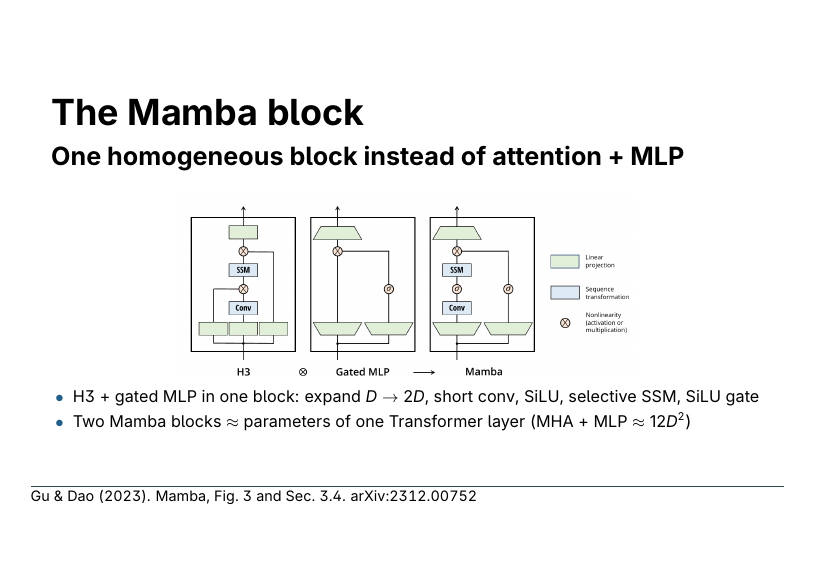 The Mamba block
One homogeneous block instead of attention + MLP
SSM
Conv
σ
SSM
σ
σ
Conv
Linear
projection
Sequence
transformation
Nonlinearity
(activation or
multiplication)
H3 ⊗ Gated MLP → Mamba
• H3 + gated MLP in one block: expand D → 2D, short conv, SiLU, selective SSM, SiLU gate
• Two Mamba blocks ≈ parameters of one Transformer layer (MHA + MLP ≈ 12D²)
Gu & Dao (2023). Mamba, Fig. 3 and Sec. 3.4. arXiv:2312.00752